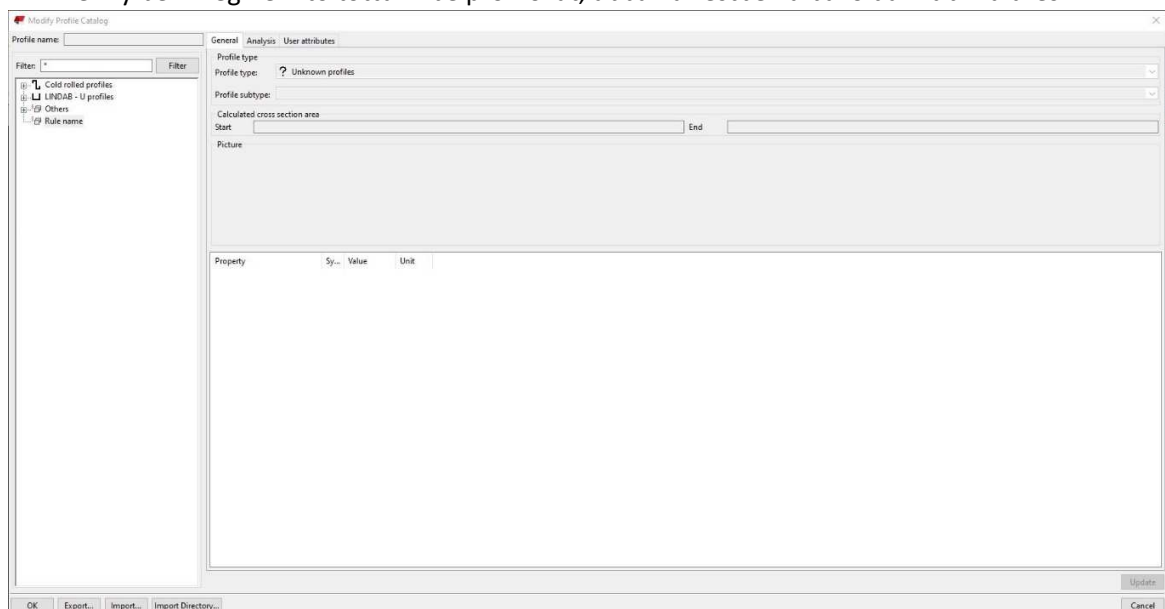 Modify Profile Catalog
Profile name:
General Analysis User attributes
Filter: * Filter
Profile type
Profile type: ? Unknown profiles
Cold rolled profiles
LINDAB - U profiles
Others
Rule name
Profile subtype:
Calculated cross section area
Start End
Picture
Property Sy... Value Unit
Update
OK Export... Import... Import Directory... Cancel